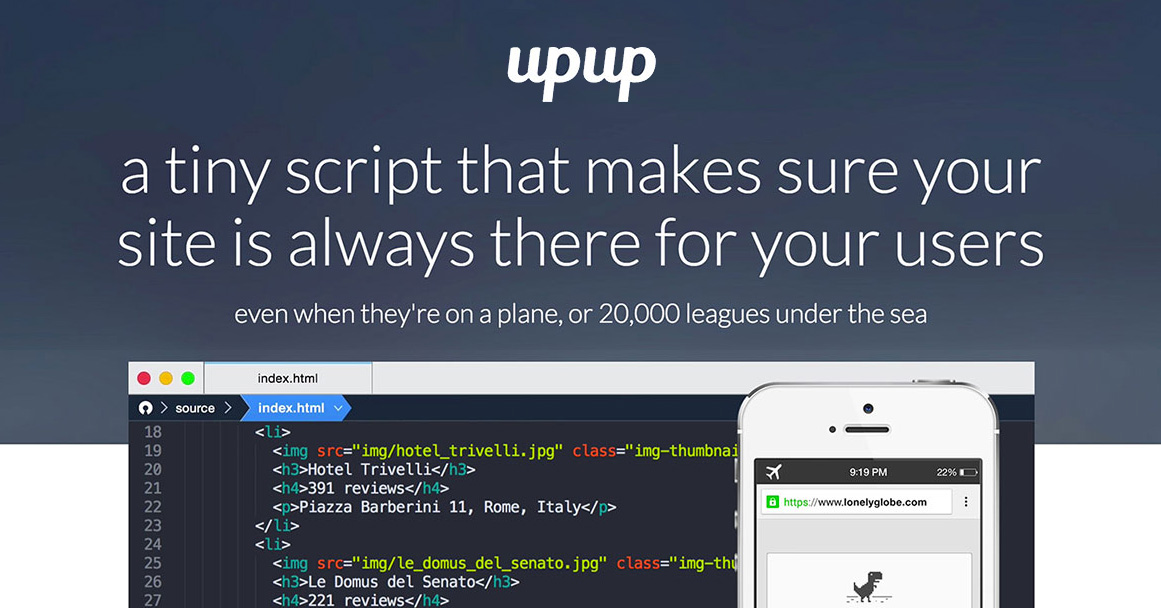 upup
a tiny script that makes sure your
site is always there for your users
even when they're on a plane, or 20,000 leagues under the sea
index.html
source index.html
18 <li>
19 <img src="img/hotel_trivelli.jpg" class="img-thumbnai
20 <h3>Hotel Trivelli</h3>
21 <h4>391 reviews</h4>
22 <p>Piazza Barberini 11, Rome, Italy</p>
23 </li>
24 <li>
25 <img src="img/le_domus_del_senato.jpg" class="img-thu
26 <h3>Le Domus del Senato</h3>
27 <h4>221 reviews</h4>
9:19 PM 22%
https://www.lonelyglobe.com